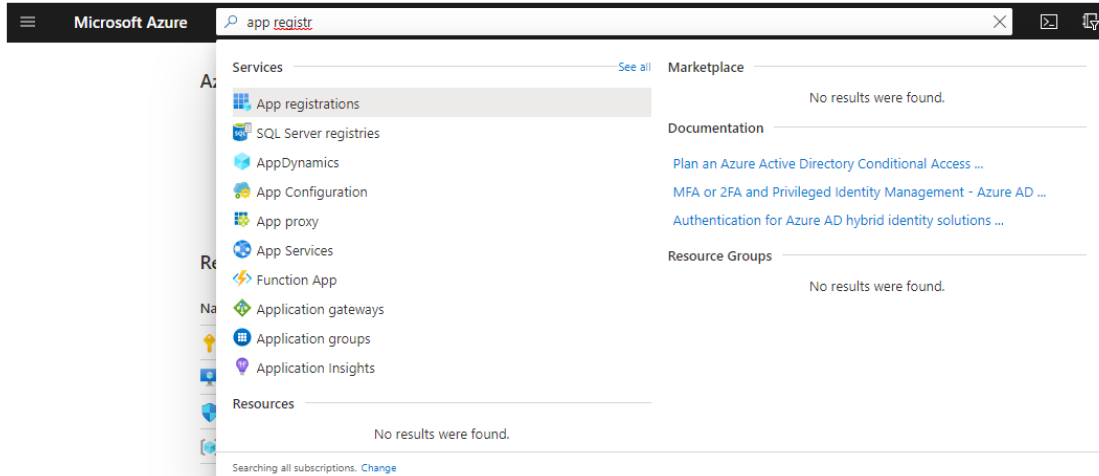 Microsoft Azure
app registr
Az
Services
See all
App registrations
SQL Server registries
AppDynamics
App Configuration
App proxy
App Services
Function App
Application gateways
Application groups
Application Insights
Resources
No results were found.
Searching all subscriptions. Change
Marketplace
No results were found.
Documentation
Plan an Azure Active Directory Conditional Access ...
MFA or 2FA and Privileged Identity Management - Azure AD ...
Authentication for Azure AD hybrid identity solutions ...
Resource Groups
No results were found.
Re
Na